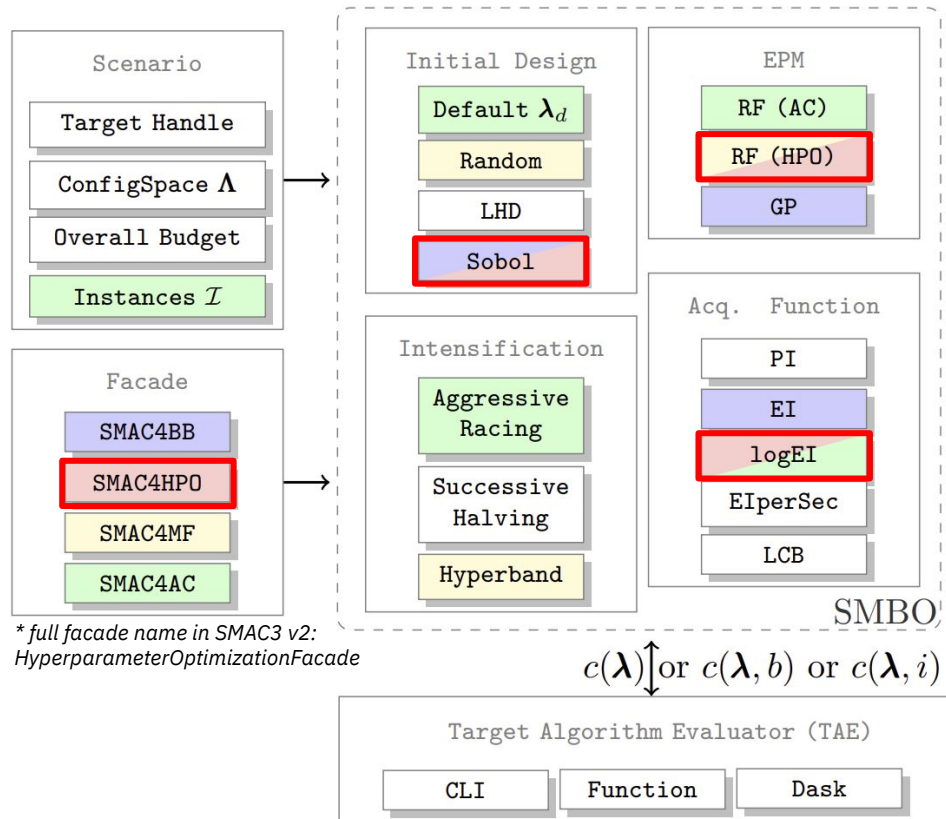 Scenario
Target Handle
ConfigSpace Λ
Overall Budget
Instances ℐ
Facade
SMAC4BB
SMAC4HPO
SMAC4MF
SMAC4AC
* full facade name in SMAC3 v2:
HyperparameterOptimizationFacade
Initial Design
Default λd
Random
LHD
Sobol
EPM
RF (AC)
RF (HPO)
GP
Intensification
Aggressive
Racing
Successive
Halving
Hyperband
Acq. Function
PI
EI
logEI
EIperSec
LCB
SMBO
c(λ) or c(λ, b) or c(λ, i)
Target Algorithm Evaluator (TAE)
CLI
Function
Dask